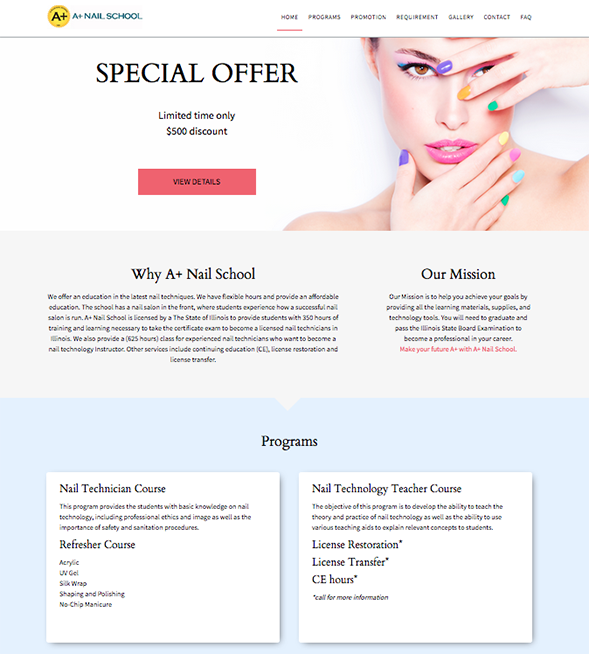 A+
A+ NAIL SCHOOL
HOME PROGRAMS PROMOTION REQUIREMENT GALLERY CONTACT FAQ
SPECIAL OFFER
Limited time only
$500 discount
VIEW DETAILS
Why A+ Nail School
We offer an education in the latest nail techniques. We have flexible hours and provide an affordable
education. The school has a nail salon in the front, where students experience how a successful nail
salon is run. A+ Nail School is licensed by a The State of Illinois to provide students with 350 hours of
training and learning necessary to take the certificate exam to become a licensed nail technicians in
Illinois. We also provide a (625 hours) class for experienced nail technicians who want to become a
nail technology Instructor. Other services include continuing education (CE), license restoration and
license transfer.
Our Mission
Our Mission is to help you achieve your goals by
providing all the learning materials, supplies, and
technology tools. You will need to graduate and
pass the Illinois State Board Examination to
become a professional in your career.
Make your future A+ with A+ Nail School.
Programs
Nail Technician Course
This program provides the students with basic knowledge on nail
technology, including professional ethics and image as well as the
importance of safety and sanitation procedures.
Refresher Course
Acrylic
UV Gel
Silk Wrap
Shaping and Polishing
No-Chip Manicure
Nail Technology Teacher Course
The objective of this program is to develop the ability to teach the
theory and practice of nail technology as well as the ability to use
various teaching aids to explain relevant concepts to students.
License Restoration*
License Transfer*
CE hours*
*call for more information